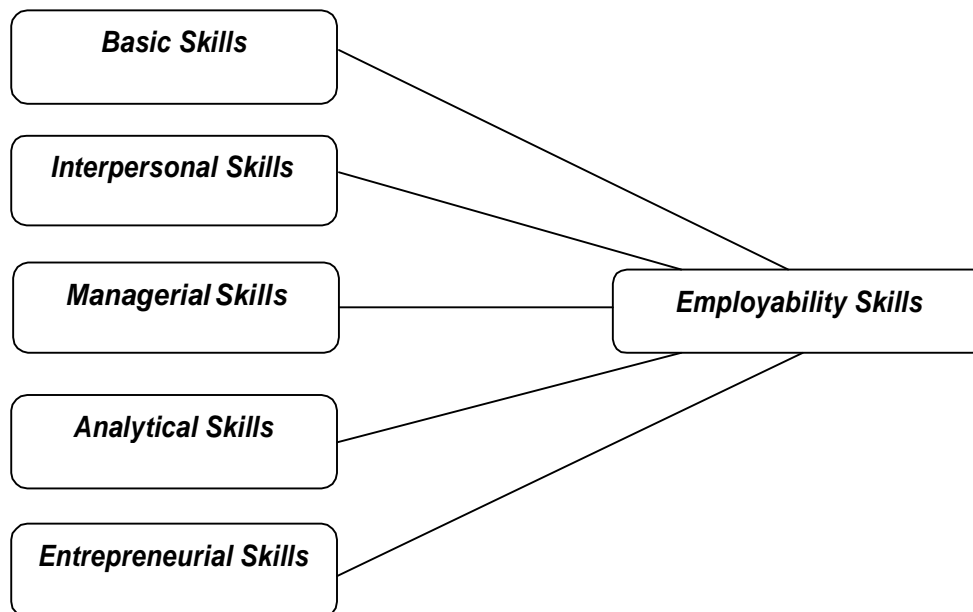 Basic Skills
Interpersonal Skills
Managerial Skills
Employability Skills
Analytical Skills
Entrepreneurial Skills